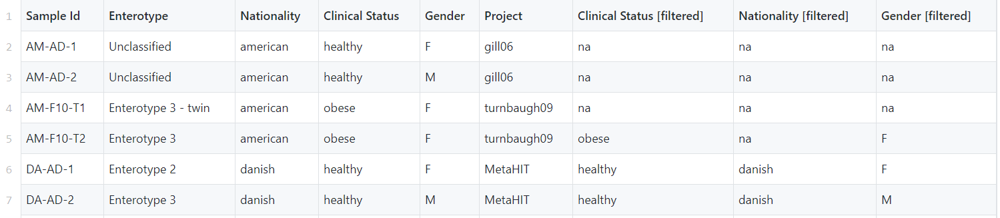 1 Sample Id Enterotype Nationality Clinical Status Gender Project Clinical Status [filtered] Nationality [filtered] Gender [filtered]
2 AM-AD-1 Unclassified american healthy F gill06 na na na
3 AM-AD-2 Unclassified american healthy M gill06 na na na
4 AM-F10-T1 Enterotype 3 - twin american obese F turnbaugh09 na na na
5 AM-F10-T2 Enterotype 3 american obese F turnbaugh09 obese na F
6 DA-AD-1 Enterotype 2 danish healthy F MetaHIT healthy danish F
7 DA-AD-2 Enterotype 3 danish healthy M MetaHIT healthy danish M